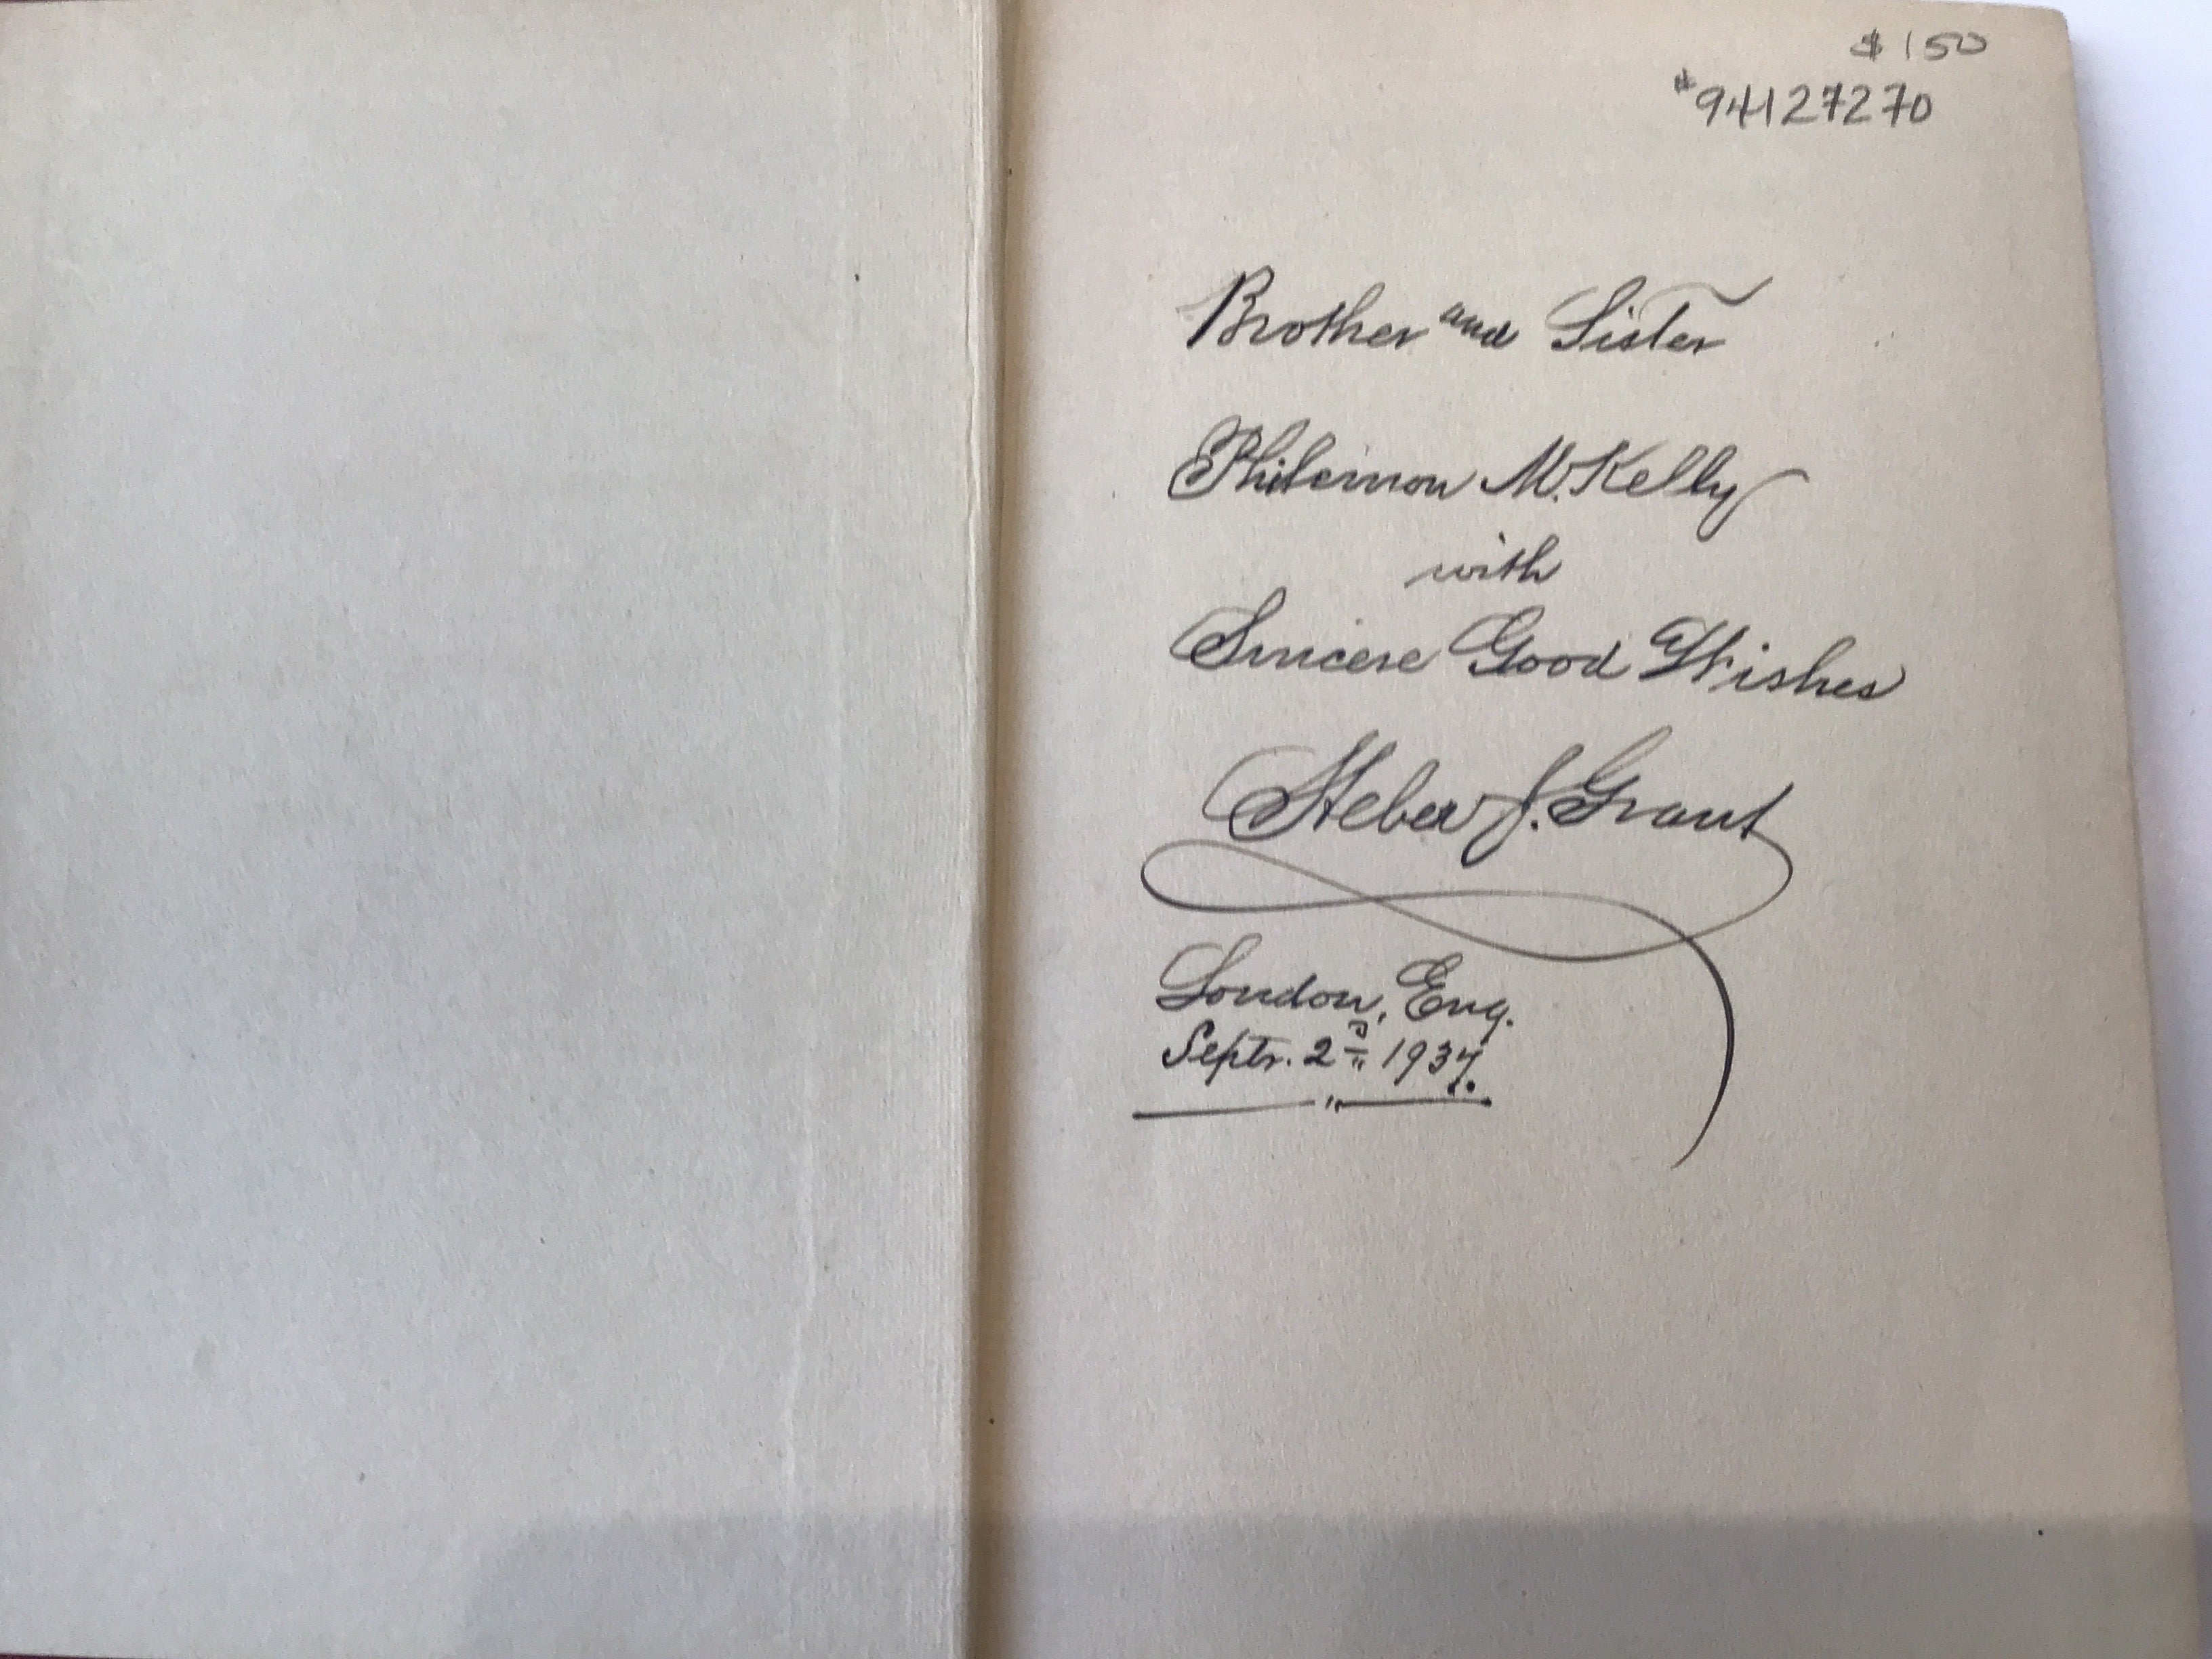 $150
#94127270
Brother and Sister
Philemon M. Kelly
with
Sincere Good Wishes
Heber J. Grant
London, Eng.
Septr. 2nd 1937.